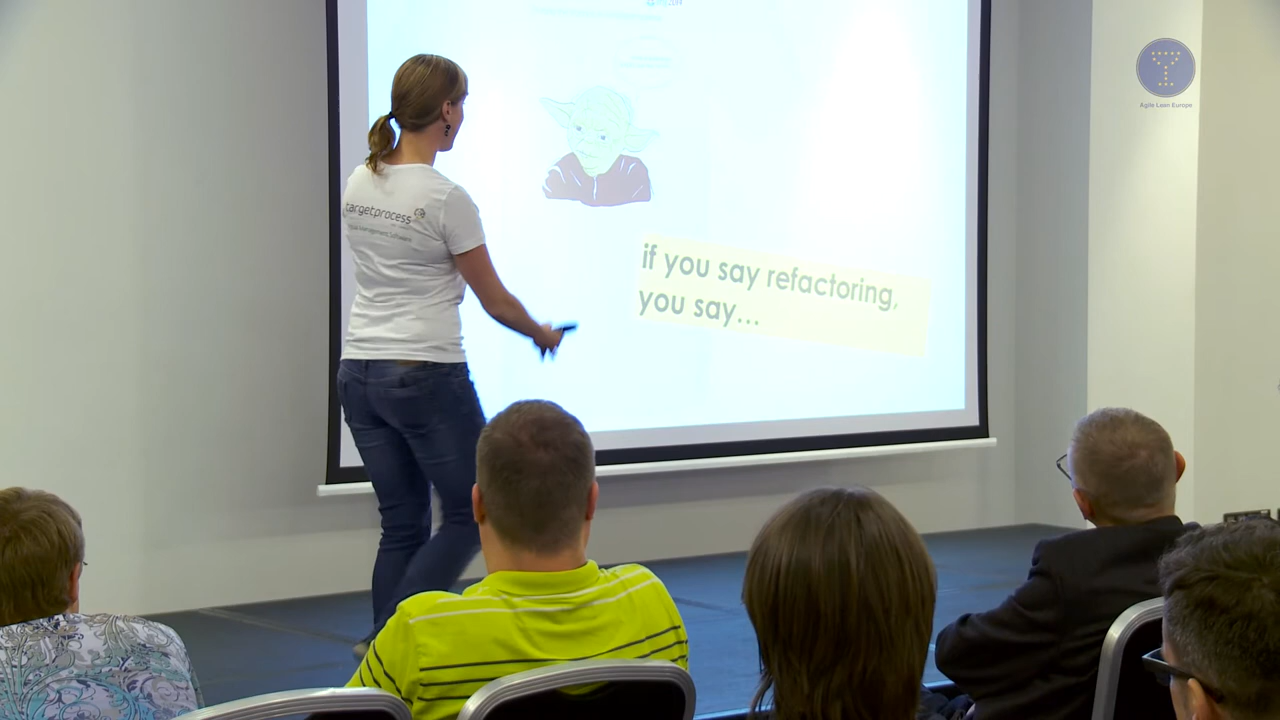 Agile Lean Europe
targetprocess
if you say refactoring,
you say...